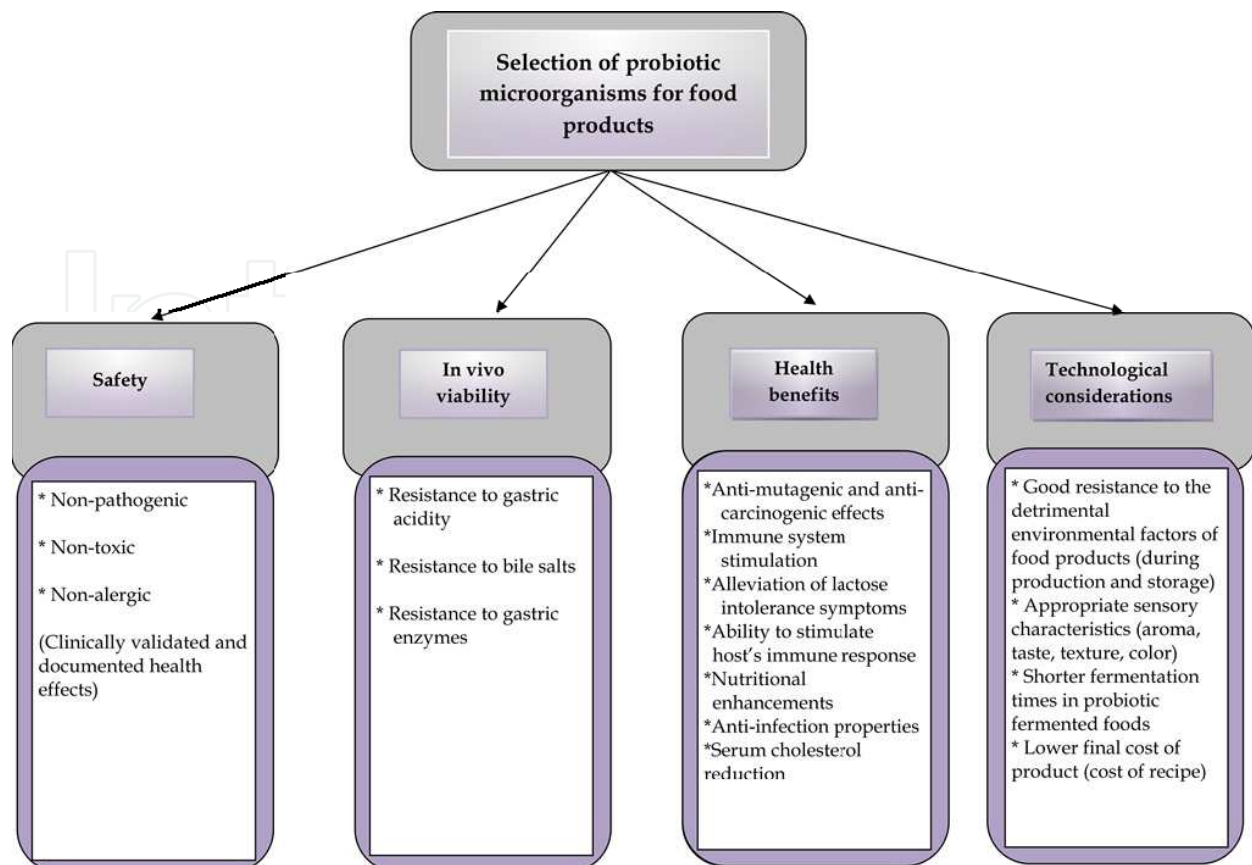 Selection of probiotic
microorganisms for food
products
Safety
In vivo
viability
Health
benefits
Technological
considerations
* Non-pathogenic
* Non-toxic
* Non-alergic
(Clinically validated and
documented health
effects)
* Resistance to gastric
acidity
* Resistance to bile salts
* Resistance to gastric
enzymes
*Anti-mutagenic and anti-
carcinogenic effects
*Immune system
stimulation
*Alleviation of lactose
intolerance symptoms
*Ability to stimulate
host's immune response
*Nutritional
enhancements
*Anti-infection properties
*Serum cholesterol
reduction
* Good resistance to the
detrimental
environmental factors of
food products (during
production and storage)
* Appropriate sensory
characteristics (aroma,
taste, texture, color)
* Shorter fermentation
times in probiotic
fermented foods
* Lower final cost of
product (cost of recipe)